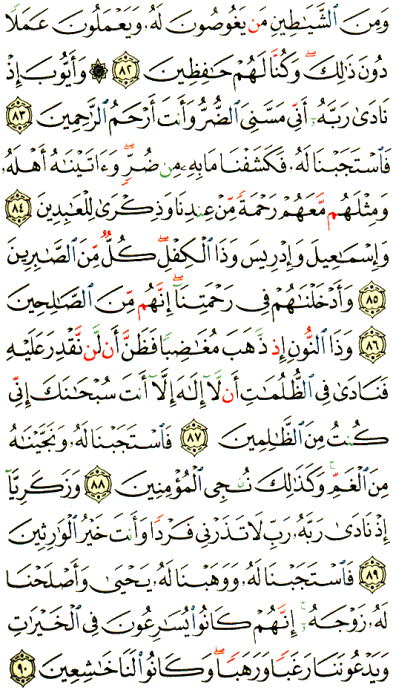 وَمِنَ ٱلشَّيَـٰطِينِ مَن يَغُوصُونَ لَهُۥ وَيَعْمَلُونَ عَمَلًا
دُونَ ذَٰلِكَ ۖ وَكُنَّا لَهُمْ حَـٰفِظِينَ ﴿٨٢﴾ ۞ وَأَيُّوبَ إِذْ
نَادَىٰ رَبَّهُۥٓ أَنِّى مَسَّنِىَ ٱلضُّرُّ وَأَنتَ أَرْحَمُ ٱلرَّٰحِمِينَ ﴿٨٣﴾
فَٱسْتَجَبْنَا لَهُۥ فَكَشَفْنَا مَا بِهِۦ مِن ضُرٍّ ۖ وَءَاتَيْنَـٰهُ أَهْلَهُۥ
وَمِثْلَهُم مَّعَهُمْ رَحْمَةً مِّنْ عِندِنَا وَذِكْرَىٰ لِلْعَـٰبِدِينَ ﴿٨٤﴾
وَإِسْمَـٰعِيلَ وَإِدْرِيسَ وَذَا ٱلْكِفْلِ ۖ كُلٌّ مِّنَ ٱلصَّـٰبِرِينَ
﴿٨٥﴾ وَأَدْخَلْنَـٰهُمْ فِى رَحْمَتِنَآ ۖ إِنَّهُم مِّنَ ٱلصَّـٰلِحِينَ
﴿٨٦﴾ وَذَا ٱلنُّونِ إِذ ذَّهَبَ مُغَـٰضِبًا فَظَنَّ أَن لَّن نَّقْدِرَ عَلَيْهِ
فَنَادَىٰ فِى ٱلظُّلُمَـٰتِ أَن لَّآ إِلَـٰهَ إِلَّآ أَنتَ سُبْحَـٰنَكَ إِنِّى
كُنتُ مِنَ ٱلظَّـٰلِمِينَ ﴿٨٧﴾ فَٱسْتَجَبْنَا لَهُۥ وَنَجَّيْنَـٰهُ
مِنَ ٱلْغَمِّ ۚ وَكَذَٰلِكَ نُـۨجِى ٱلْمُؤْمِنِينَ ﴿٨٨﴾ وَزَكَرِيَّآ
إِذْ نَادَىٰ رَبَّهُۥ رَبِّ لَا تَذَرْنِى فَرْدًا وَأَنتَ خَيْرُ ٱلْوَٰرِثِينَ
﴿٨٩﴾ فَٱسْتَجَبْنَا لَهُۥ وَوَهَبْنَا لَهُۥ يَحْيَىٰ وَأَصْلَحْنَا
لَهُۥ زَوْجَهُۥٓ ۚ إِنَّهُمْ كَانُوا۟ يُسَـٰرِعُونَ فِى ٱلْخَيْرَٰتِ
وَيَدْعُونَنَا رَغَبًا وَرَهَبًا ۖ وَكَانُوا۟ لَنَا خَـٰشِعِينَ ﴿٩٠﴾